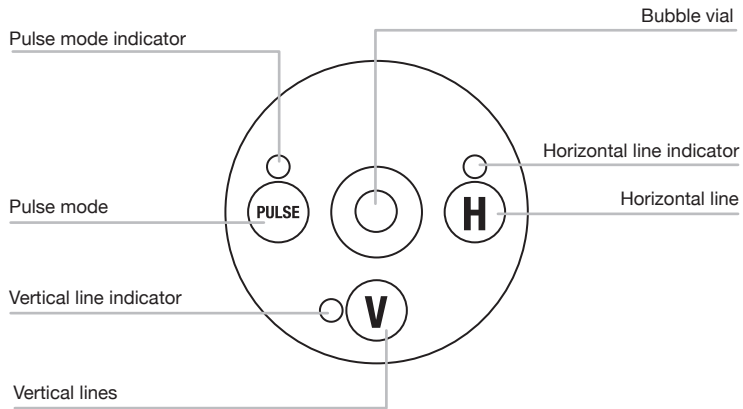 Bubble vial
Pulse mode indicator
Horizontal line indicator
Horizontal line
Pulse mode
PULSE
H
Vertical line indicator
V
Vertical lines